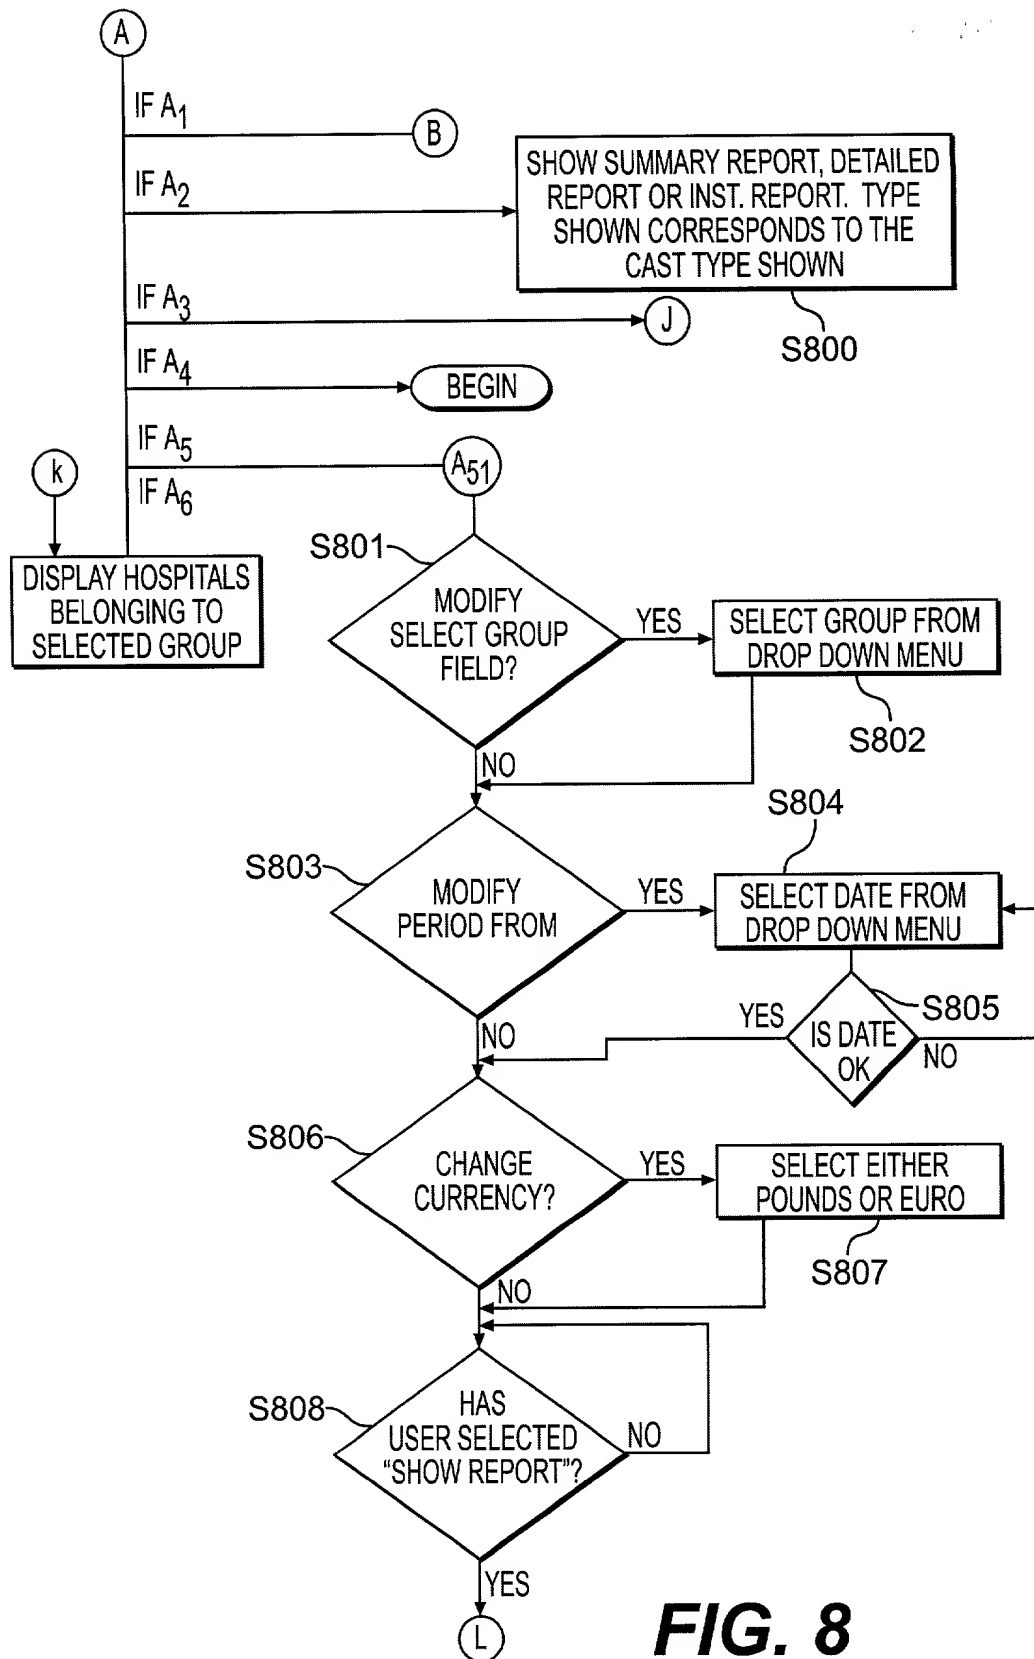 A
IF A1
B
IF A2
SHOW SUMMARY REPORT, DETAILED
REPORT OR INST. REPORT. TYPE
SHOWN CORRESPONDS TO THE
CAST TYPE SHOWN
S800
IF A3
J
IF A4
BEGIN
IF A5
A51
IF A6
k
DISPLAY HOSPITALS
BELONGING TO
SELECTED GROUP
S801
MODIFY
SELECT GROUP
FIELD?
YES
SELECT GROUP FROM
DROP DOWN MENU
S802
NO
S803
MODIFY
PERIOD FROM
YES
S804
SELECT DATE FROM
DROP DOWN MENU
S805
IS DATE
OK
YES
NO
NO
S806
CHANGE
CURRENCY?
YES
SELECT EITHER
POUNDS OR EURO
S807
NO
S808
HAS
USER SELECTED
“SHOW REPORT”?
NO
YES
L
FIG. 8